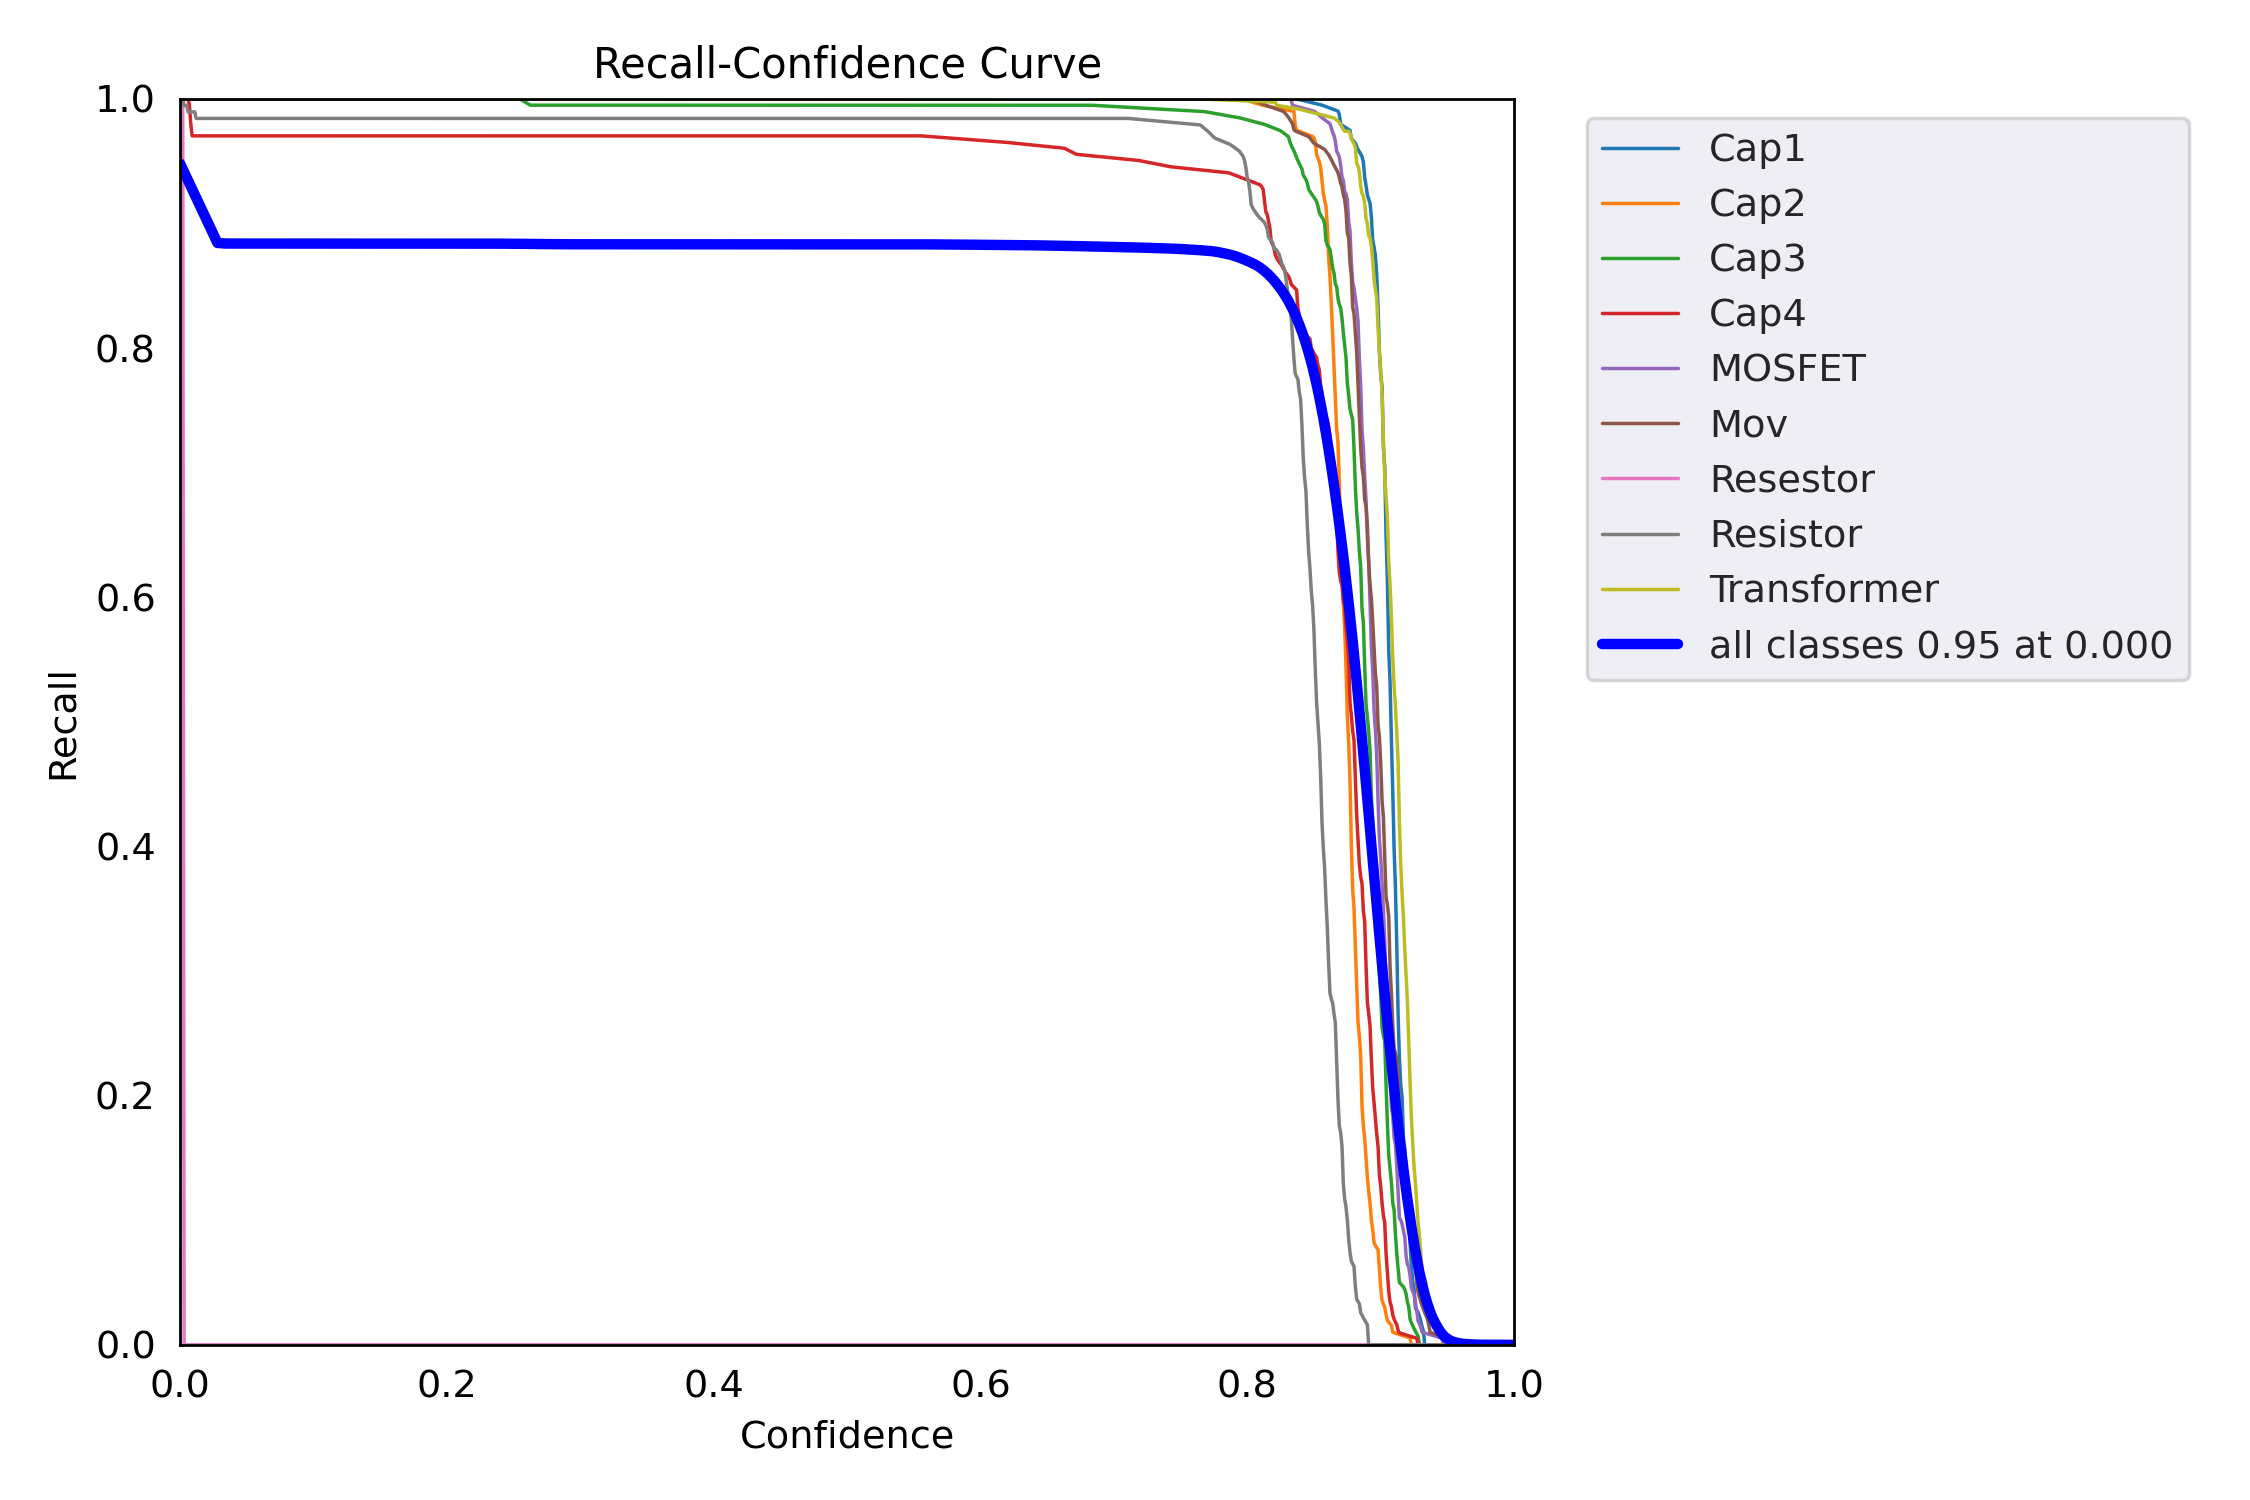 Recall-Confidence Curve
1.0
0.8
0.6
0.4
0.2
0.0
Recall
0.0 0.2 0.4 0.6 0.8 1.0
Confidence
Cap1
Cap2
Cap3
Cap4
MOSFET
Mov
Resestor
Resistor
Transformer
all classes 0.95 at 0.000